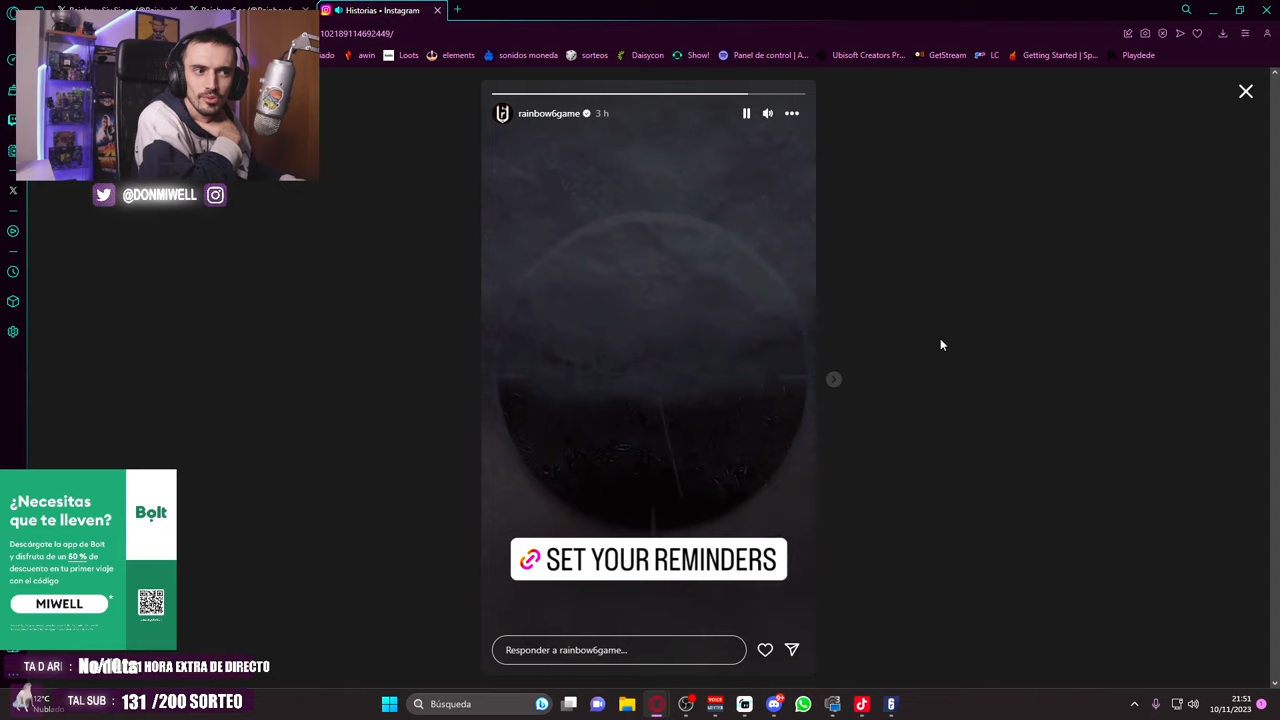 Historias • Instagram
102189114692449/
iado
awin
Loots
elements
sonidos moneda
sorteos
Daisycon
Show!
Panel de control | A...
Ubisoft Creators Pr...
GetStream
LC
Getting Started | Sp...
Playdede
rainbow6game
3 h
@DONMIWELL
SET YOUR REMINDERS
Responder a rainbow6game...
¿Necesitas
que te lleven?
Descárgate la app de Bolt
y disfruta de un 50 % de
descuento en tu primer viaje
con el código
MIWELL
*
Bolt
HORA EXTRA DE DIRECTO
TAL SUB : 131 /200 SORTEO
12°C
Nublado
Búsqueda
21:51
10/11/2023